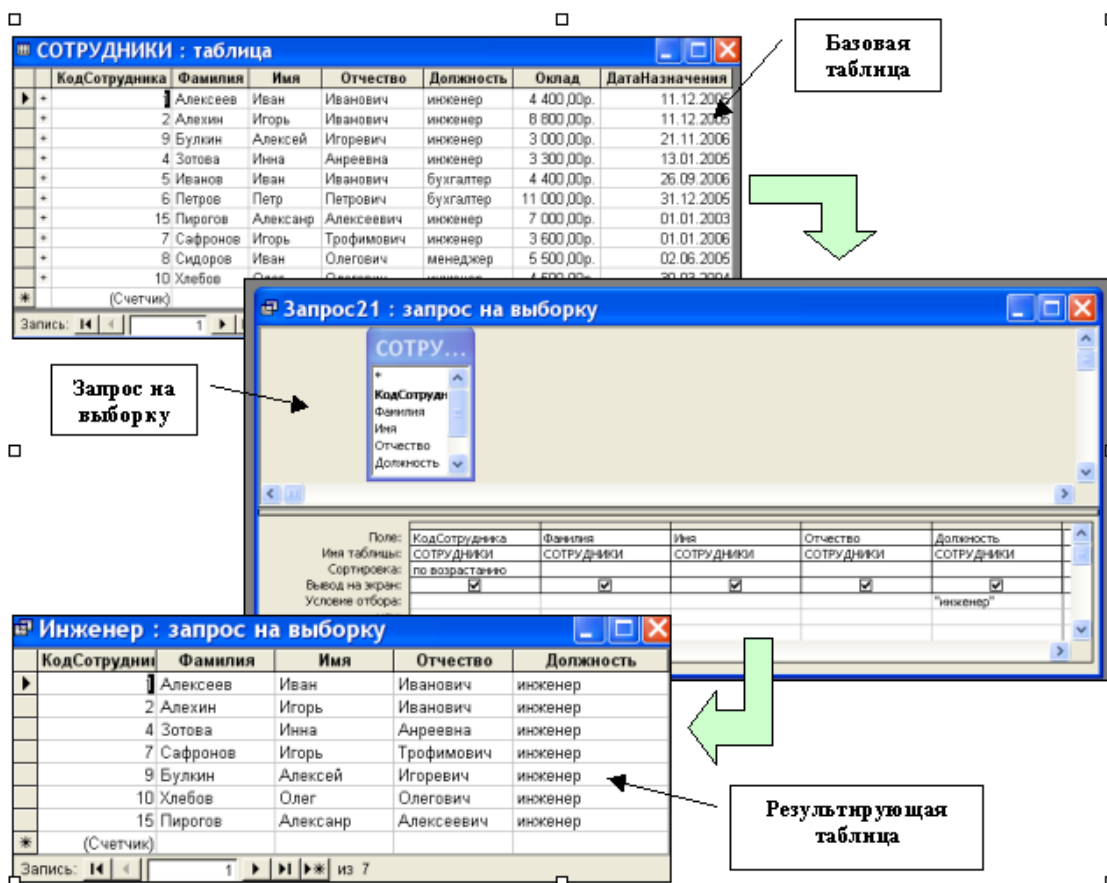 СОТРУДНИКИ : таблица
КодСотрудника Фамилия Имя Отчество Должность Оклад ДатаНазначения
1 Алексеев Иван Иванович инженер 4 400,00р. 11.12.2005
2 Алехин Игорь Иванович инженер 8 800,00р. 11.12.2005
9 Булкин Алексей Игоревич инженер 3 000,00р. 21.11.2006
4 Зотова Инна Анреевна инженер 3 300,00р. 13.01.2005
5 Иванов Иван Иванович бухгалтер 4 400,00р. 26.09.2006
6 Петров Петр Петрович бухгалтер 11 000,00р. 31.12.2005
15 Пирогов Алексанр Алексеевич инженер 7 000,00р. 01.01.2003
7 Сафронов Игорь Трофимович инженер 3 600,00р. 01.01.2006
8 Сидоров Иван Олегович менеджер 5 500,00р. 02.06.2005
10 Хлебов
(Счетчик)
Запись: 1
Базовая
таблица
Запрос21 : запрос на выборку
СОТРУ...
*
КодСотрудн
Фамилия
Имя
Отчество
Должность
Запрос на
выборку
Поле: КодСотрудника Фамилия Имя Отчество Должность
Имя таблицы: СОТРУДНИКИ СОТРУДНИКИ СОТРУДНИКИ СОТРУДНИКИ СОТРУДНИКИ
Сортировка: по возрастанию
Вывод на экран:
Условие отбора: "инженер"
Инженер : запрос на выборку
КодСотрудни Фамилия Имя Отчество Должность
1 Алексеев Иван Иванович инженер
2 Алехин Игорь Иванович инженер
4 Зотова Инна Анреевна инженер
7 Сафронов Игорь Трофимович инженер
9 Булкин Алексей Игоревич инженер
10 Хлебов Олег Олегович инженер
15 Пирогов Алексанр Алексеевич инженер
(Счетчик)
Запись: 1 из 7
Результирующая
таблица